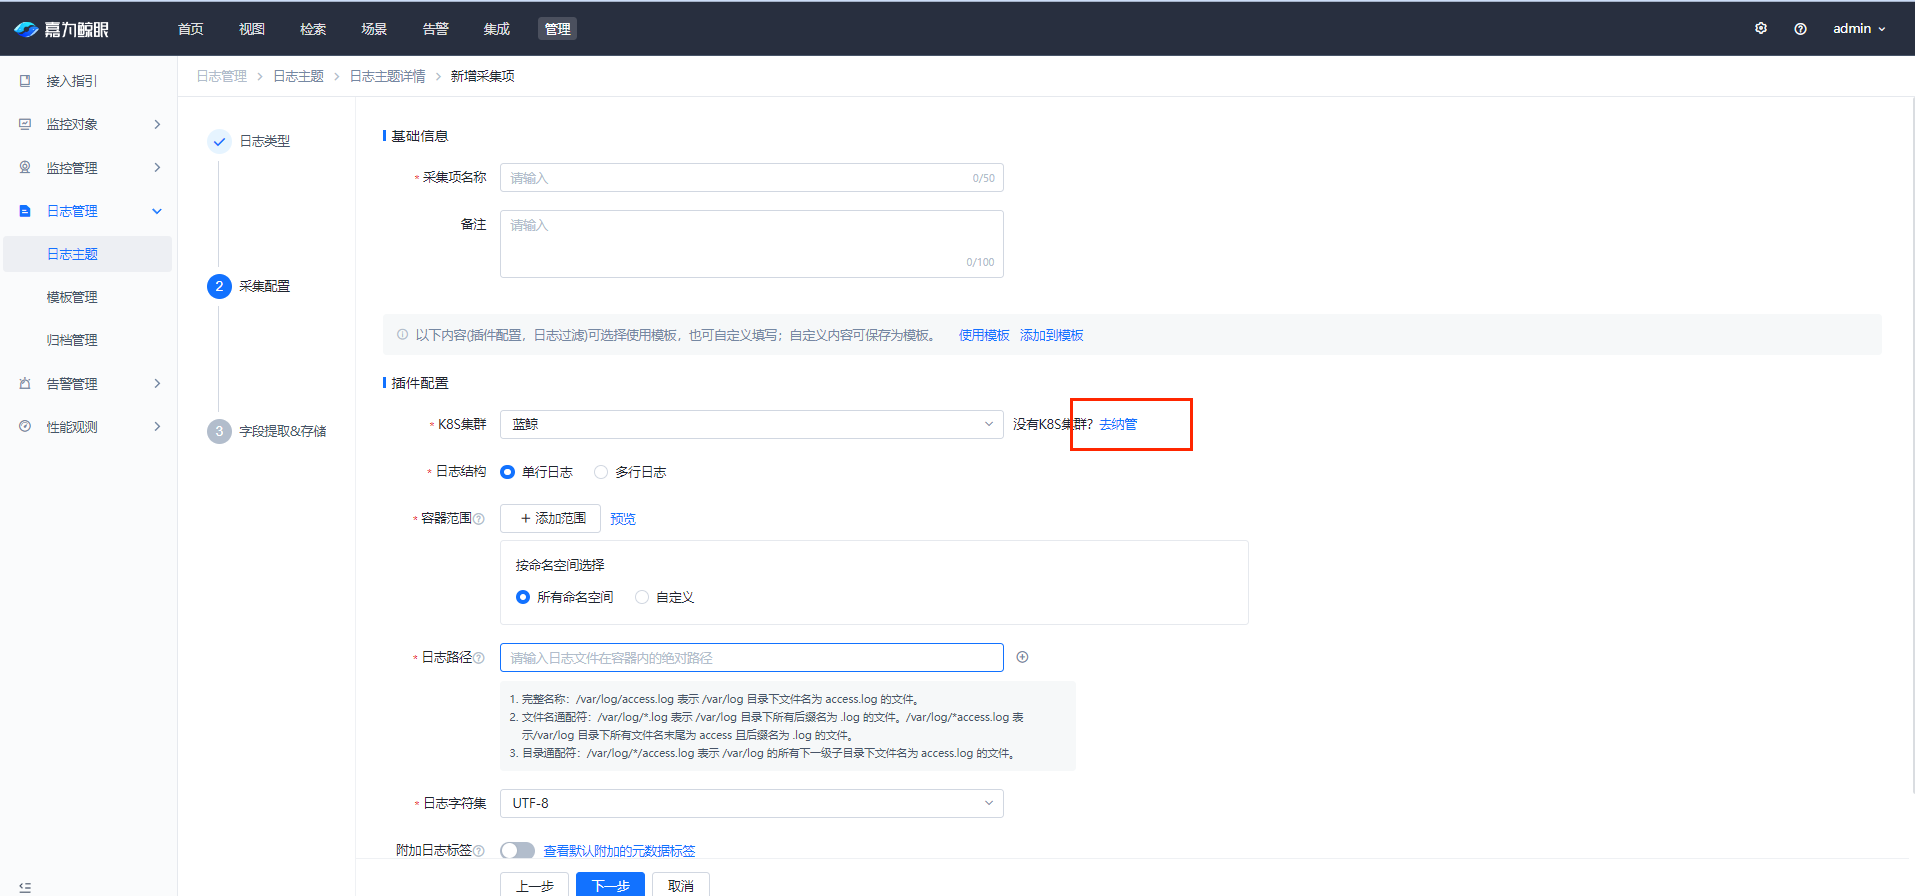 嘉为鲸眼
首页 视图 检索 场景 告警 集成 管理
admin
接入指引
监控对象
监控管理
日志管理
日志主题
模板管理
归档管理
告警管理
性能观测
日志管理 > 日志主题 > 日志主题详情 > 新增采集项
日志类型
2 采集配置
3 字段提取&存储
基础信息
* 采集项名称 请输入 0/50
备注 请输入
0/100
以下内容(插件配置，日志过滤)可选择使用模板，也可自定义填写；自定义内容可保存为模板。 使用模板 添加到模板
插件配置
* K8S集群 蓝鲸 没有K8S集群？ 去纳管
* 日志结构 单行日志 多行日志
* 容器范围 + 添加范围 预览
按命名空间选择
所有命名空间 自定义
* 日志路径 请输入日志文件在容器内的绝对路径
1. 完整名称：/var/log/access.log 表示 /var/log 目录下文件名为 access.log 的文件。
2. 文件名通配符：/var/log/*.log 表示 /var/log 目录下所有后缀名为 .log 的文件。/var/log/*access.log 表
示/var/log 目录下所有文件名末尾为 access 且后缀名为 .log 的文件。
3. 目录通配符：/var/log/*/access.log 表示 /var/log 的所有下一级子目录下文件名为 access.log 的文件。
* 日志字符集 UTF-8
附加日志标签 查看默认附加的元数据标签
上一步 下一步 取消